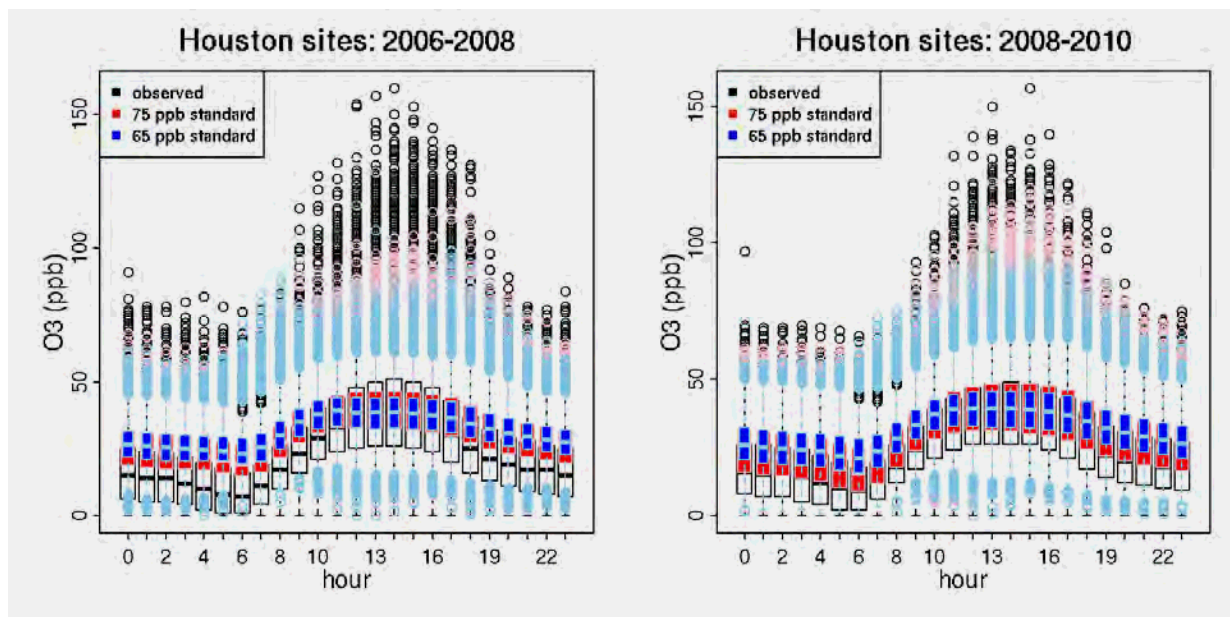 Houston sites: 2006-2008
observed
75 ppb standard
65 ppb standard
O3 (ppb)
150
100
50
0
0 2 4 6 8 10 13 16 19 22
hour
Houston sites: 2008-2010
observed
75 ppb standard
65 ppb standard
O3 (ppb)
150
100
50
0
0 2 4 6 8 10 13 16 19 22
hour